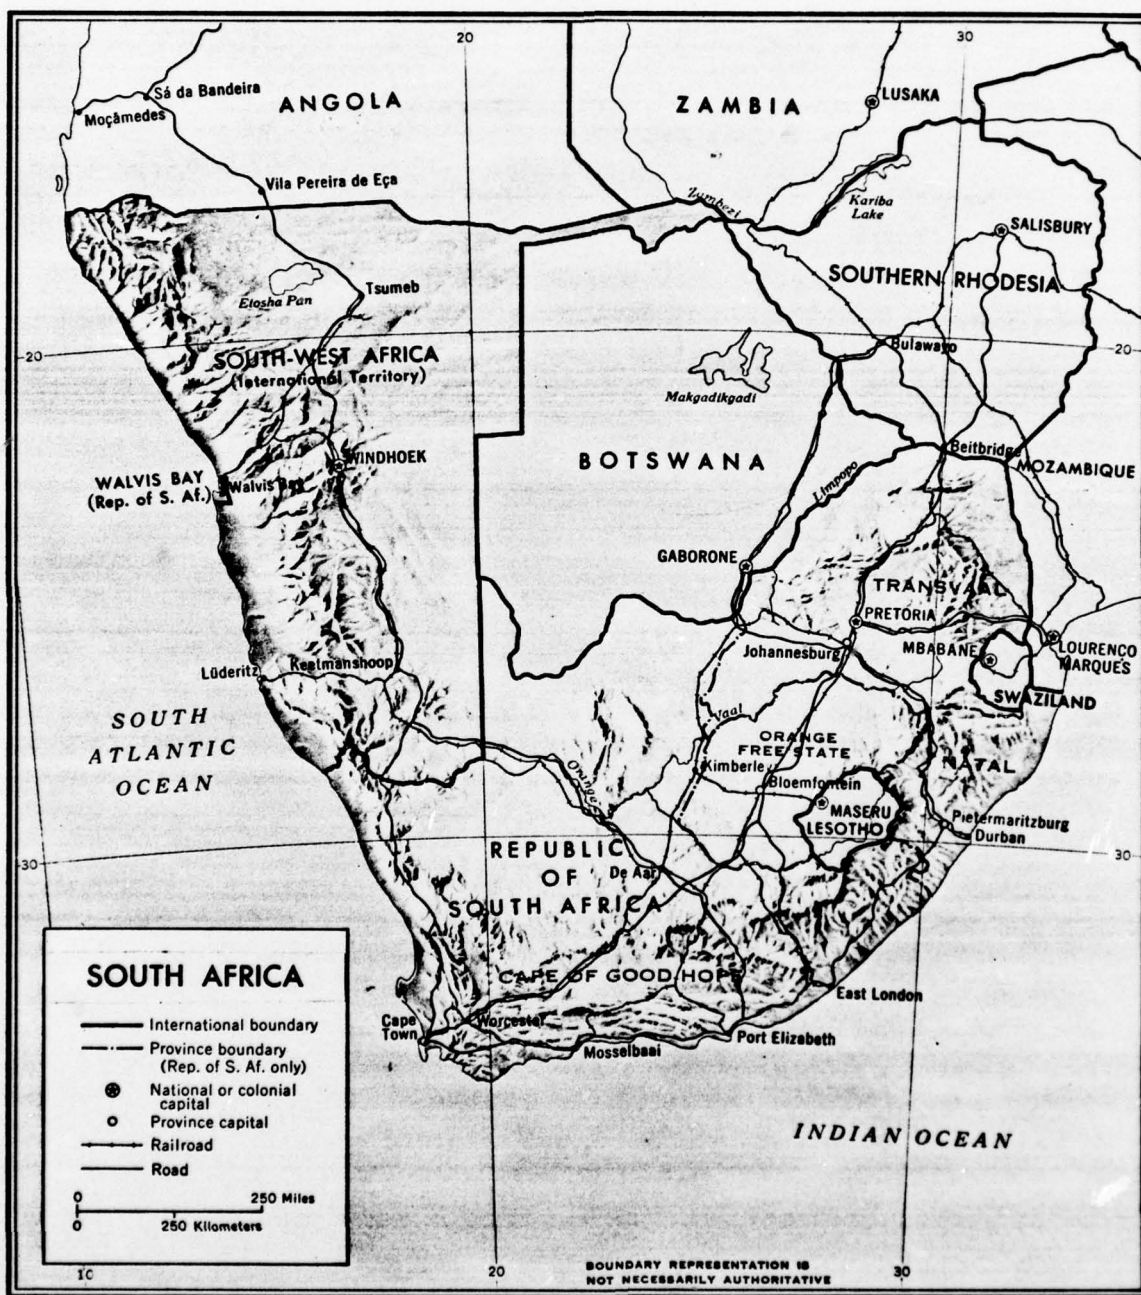 20
30
Sá da Bandeira
Moçâmedes
ANGOLA
ZAMBIA
LUSAKA
Vila Pereira de Eça
Zambezi
Kariba
Lake
SALISBURY
SOUTHERN RHODESIA
Etosha Pan
Tsumeb
20
SOUTH-WEST AFRICA
(International Territory)
Bulawayo
20
Makgadikgadi
WINDHOEK
BOTSWANA
Beitbridge
MOZAMBIQUE
WALVIS BAY
(Rep. of S. Af.)
Walvis Bay
Limpopo
GABORONE
TRANSVAAL
PRETORIA
Johannesburg
MBABANE
LOURENCO
MARQUES
Lüderitz
Keetmanshoop
SWAZILAND
SOUTH
ATLANTIC
OCEAN
Vaal
ORANGE
FREE STATE
NATAL
Orange
Kimberle
Bloemfontein
MASERU
LESOTHO
Pietermaritzburg
Durban
30
REPUBLIC
OF
SOUTH AFRICA
De Aar
30
CAPE OF GOOD HOPE
East London
Cape
Town
Worcester
Mosselbaai
Port Elizabeth
INDIAN OCEAN
SOUTH AFRICA
International boundary
Province boundary
(Rep. of S. Af. only)
National or colonial
capital
Province capital
Railroad
Road
0 250 Miles
0 250 Kilometers
10
20
BOUNDARY REPRESENTATION IS
NOT NECESSARILY AUTHORITATIVE
30